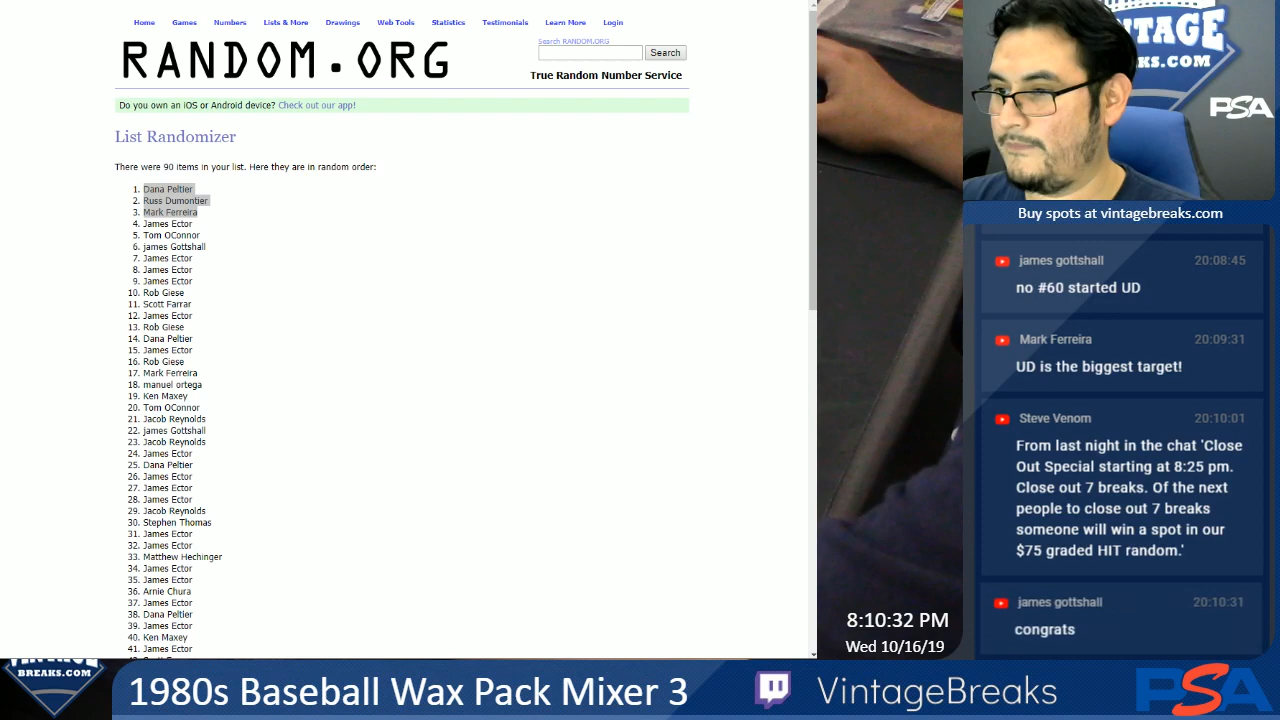 Home Games Numbers Lists & More Drawings Web Tools Statistics Testimonials Learn More Login
RANDOM.ORG
Search RANDOM.ORG
Search
True Random Number Service
Do you own an iOS or Android device? Check out our app!
List Randomizer
There were 90 items in your list. Here they are in random order:
1. Dana Peltier
2. Russ Dumontier
3. Mark Ferreira
4. James Ector
5. Tom OConnor
6. james Gottshall
7. James Ector
8. James Ector
9. James Ector
10. Rob Giese
11. Scott Farrar
12. James Ector
13. Rob Giese
14. Dana Peltier
15. James Ector
16. Rob Giese
17. Mark Ferreira
18. manuel ortega
19. Ken Maxey
20. Tom OConnor
21. Jacob Reynolds
22. james Gottshall
23. Jacob Reynolds
24. James Ector
25. Dana Peltier
26. James Ector
27. James Ector
28. James Ector
29. Jacob Reynolds
30. Stephen Thomas
31. James Ector
32. James Ector
33. Matthew Hechinger
34. James Ector
35. James Ector
36. Arnie Chura
37. James Ector
38. Dana Peltier
39. James Ector
40. Ken Maxey
41. James Ector
VINTAGE
BREAKS.COM
PSA
Buy spots at vintagebreaks.com
james gottshall 20:08:45
no #60 started UD
Mark Ferreira 20:09:31
UD is the biggest target!
Steve Venom 20:10:01
From last night in the chat 'Close
Out Special starting at 8:25 pm.
Close out 7 breaks. Of the next
people to close out 7 breaks
someone will win a spot in our
$75 graded HIT random.'
james gottshall 20:10:31
congrats
8:10:32 PM
Wed 10/16/19
VINTAGE
BREAKS.COM
1980s Baseball Wax Pack Mixer 3
VintageBreaks
PSA